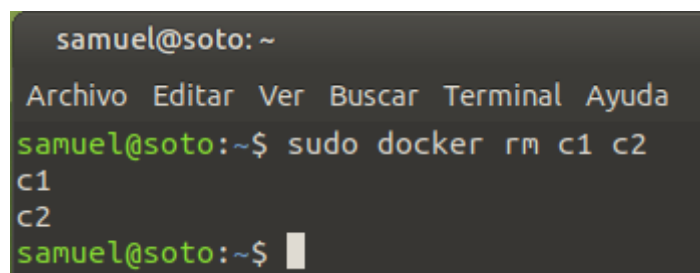 samuel@soto: ~
Archivo Editar Ver Buscar Terminal Ayuda
samuel@soto:~$ sudo docker rm c1 c2
c1
c2
samuel@soto:~$